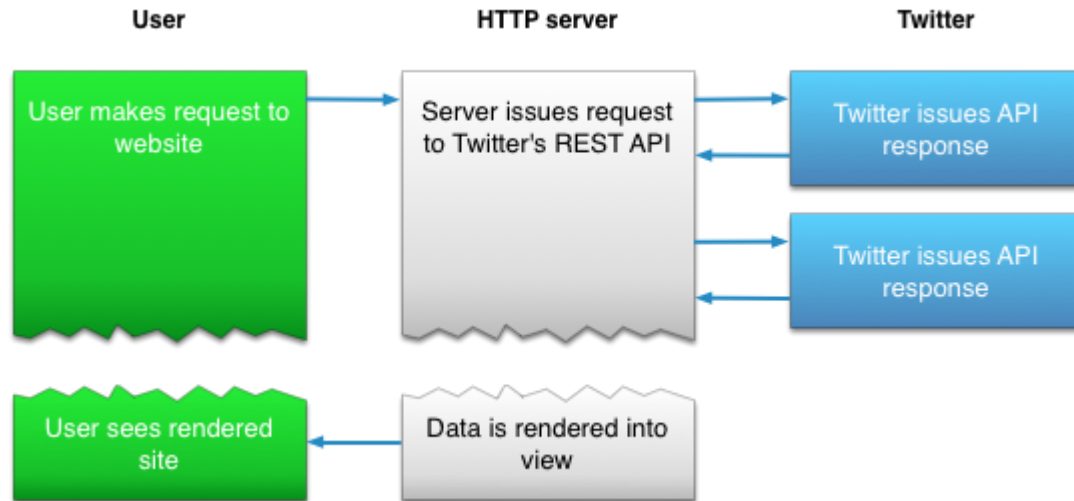 User
HTTP server
Twitter
User makes request to
website
Server issues request
to Twitter's REST API
Twitter issues API
response
Twitter issues API
response
User sees rendered
site
Data is rendered into
view